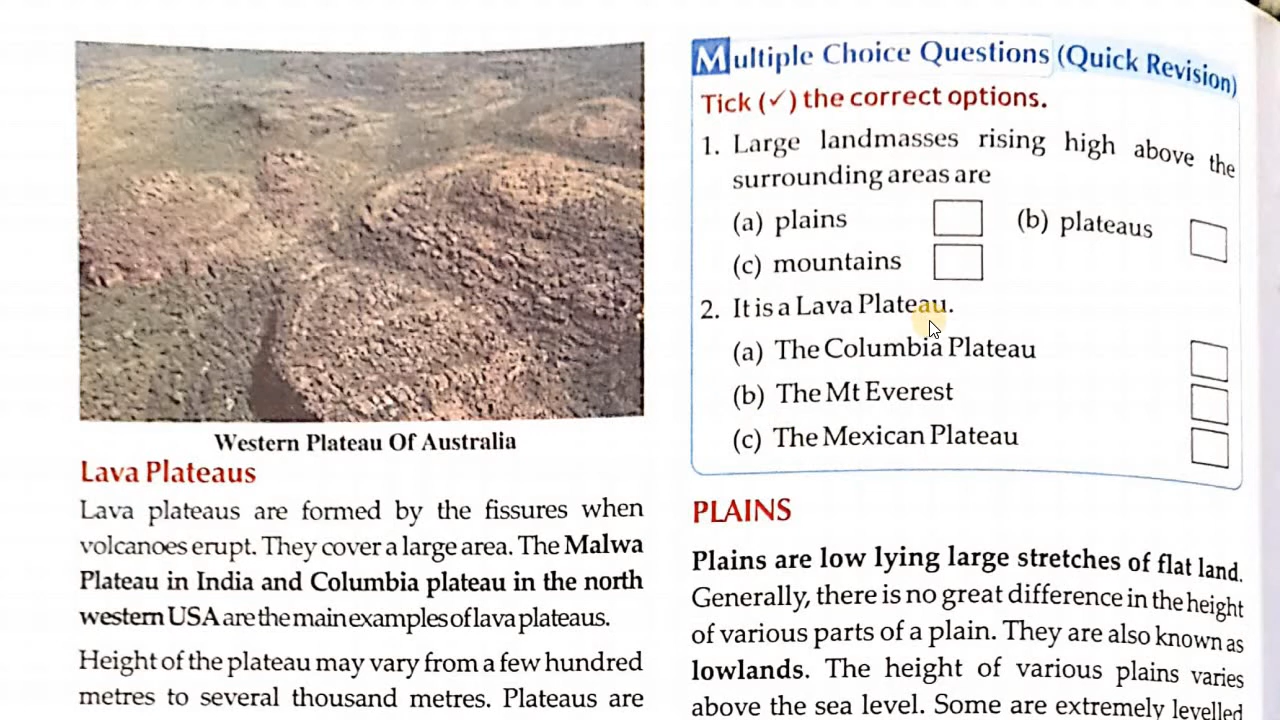 Western Plateau Of Australia
Lava Plateaus
Lava plateaus are formed by the fissures when
volcanoes erupt. They cover a large area. The Malwa
Plateau in India and Columbia plateau in the north
western USA are the main examples of lava plateaus.
Height of the plateau may vary from a few hundred
metres to several thousand metres. Plateaus are
Multiple Choice Questions (Quick Revision)
Tick (✓) the correct options.
1. Large landmasses rising high above the
surrounding areas are
(a) plains (b) plateaus
(c) mountains
2. It is a Lava Plateau.
(a) The Columbia Plateau
(b) The Mt Everest
(c) The Mexican Plateau
PLAINS
Plains are low lying large stretches of flat land.
Generally, there is no great difference in the height
of various parts of a plain. They are also known as
lowlands. The height of various plains varies
above the sea level. Some are extremely levelled